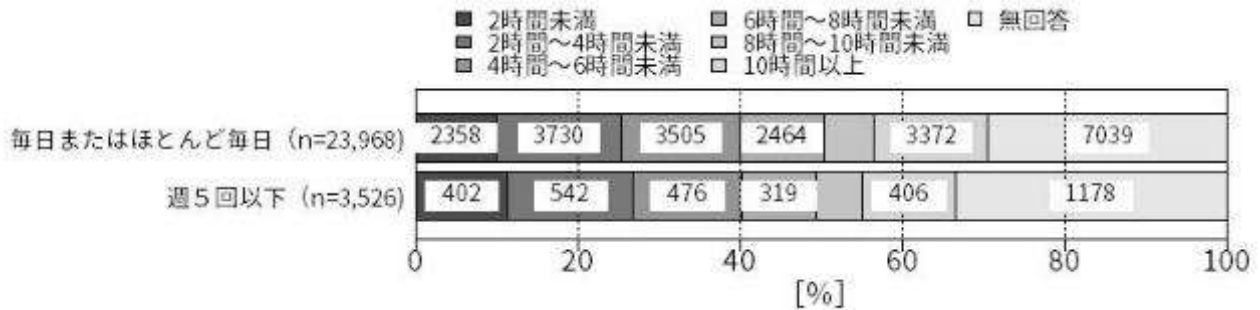 ■ 2時間未満 ■ 6時間～8時間未満 □ 無回答
■ 2時間～4時間未満 □ 8時間～10時間未満
■ 4時間～6時間未満 □ 10時間以上
毎日またはほとんど毎日（n=23,968) 2358 3730 3505 2464 3372 7039
週５回以下（n=3,526) 402 542 476 319 406 1178
0 20 40 60 80 100
[%]